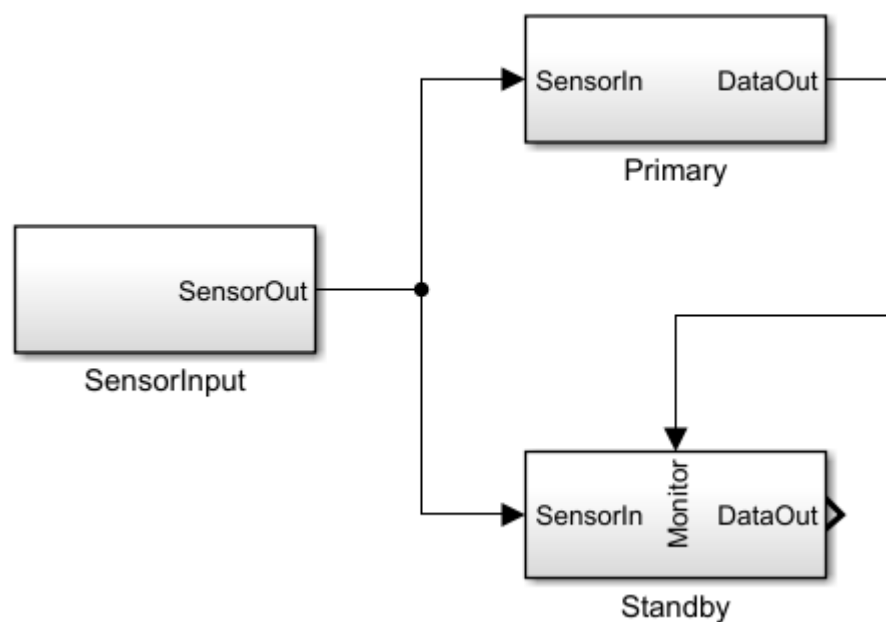 SensorIn DataOut
Primary
SensorOut
SensorInput
SensorIn Monitor DataOut
Standby